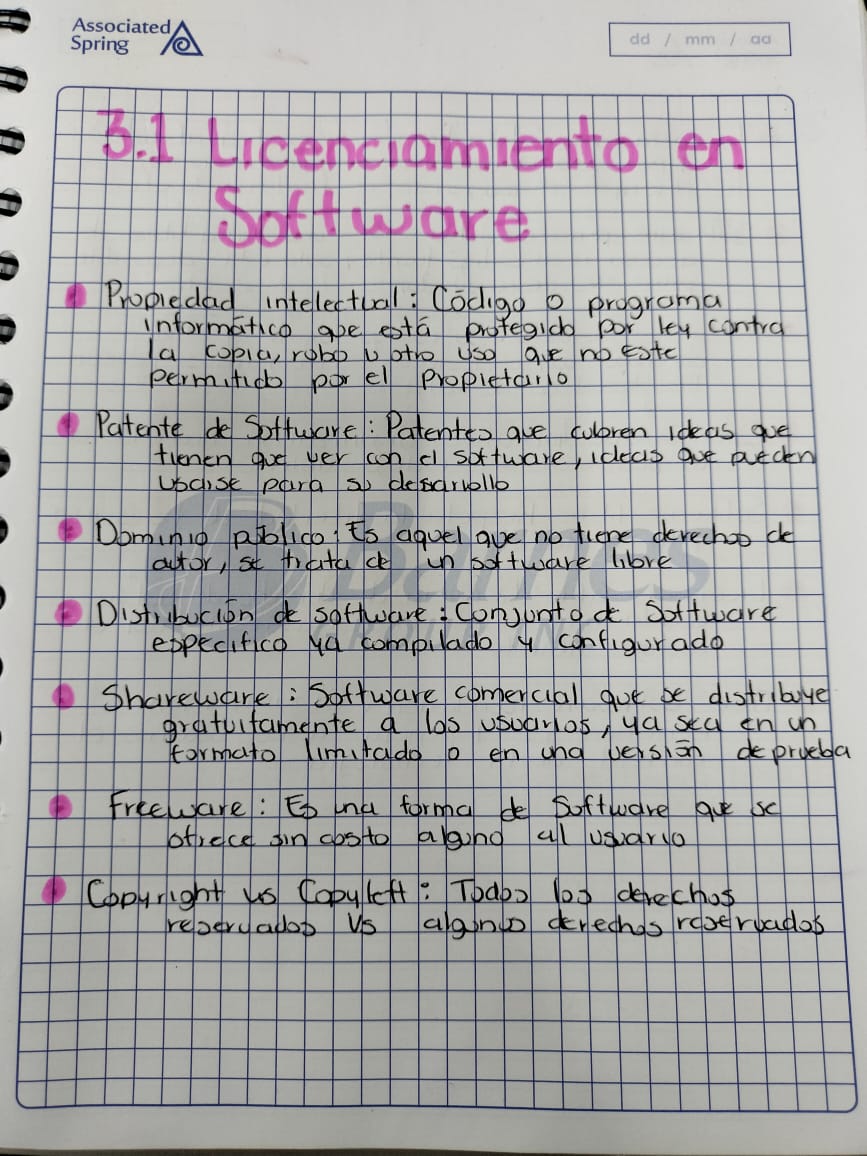 Associated
Spring
dd / mm / aa
3.1 Licenciamiento en
Software
Propiedad intelectual: Código o programa
informático que está protegido por ley contra
la copia, robo u otro uso que no este
permitido por el propietario
Patente de Software: Patentes que cubren ideas que
tienen que ver con el software, ideas que pueden
usarse para su desarrollo
Dominio público: Es aquel que no tiene derechos de
autor, se trata de un software libre
Distribución de software: Conjunto de Software
especifico ya compilado y configurado
Shareware: Software comercial que se distribuye
gratuitamente a los usuarios, ya sea en un
formato limitado o en una versión de prueba
Freeware: Es una forma de Software que se
ofrece sin costo alguno al usuario
Copyright vs Copyleft: Todos los derechos
reservados Vs algunos derechos reservados
Barnes